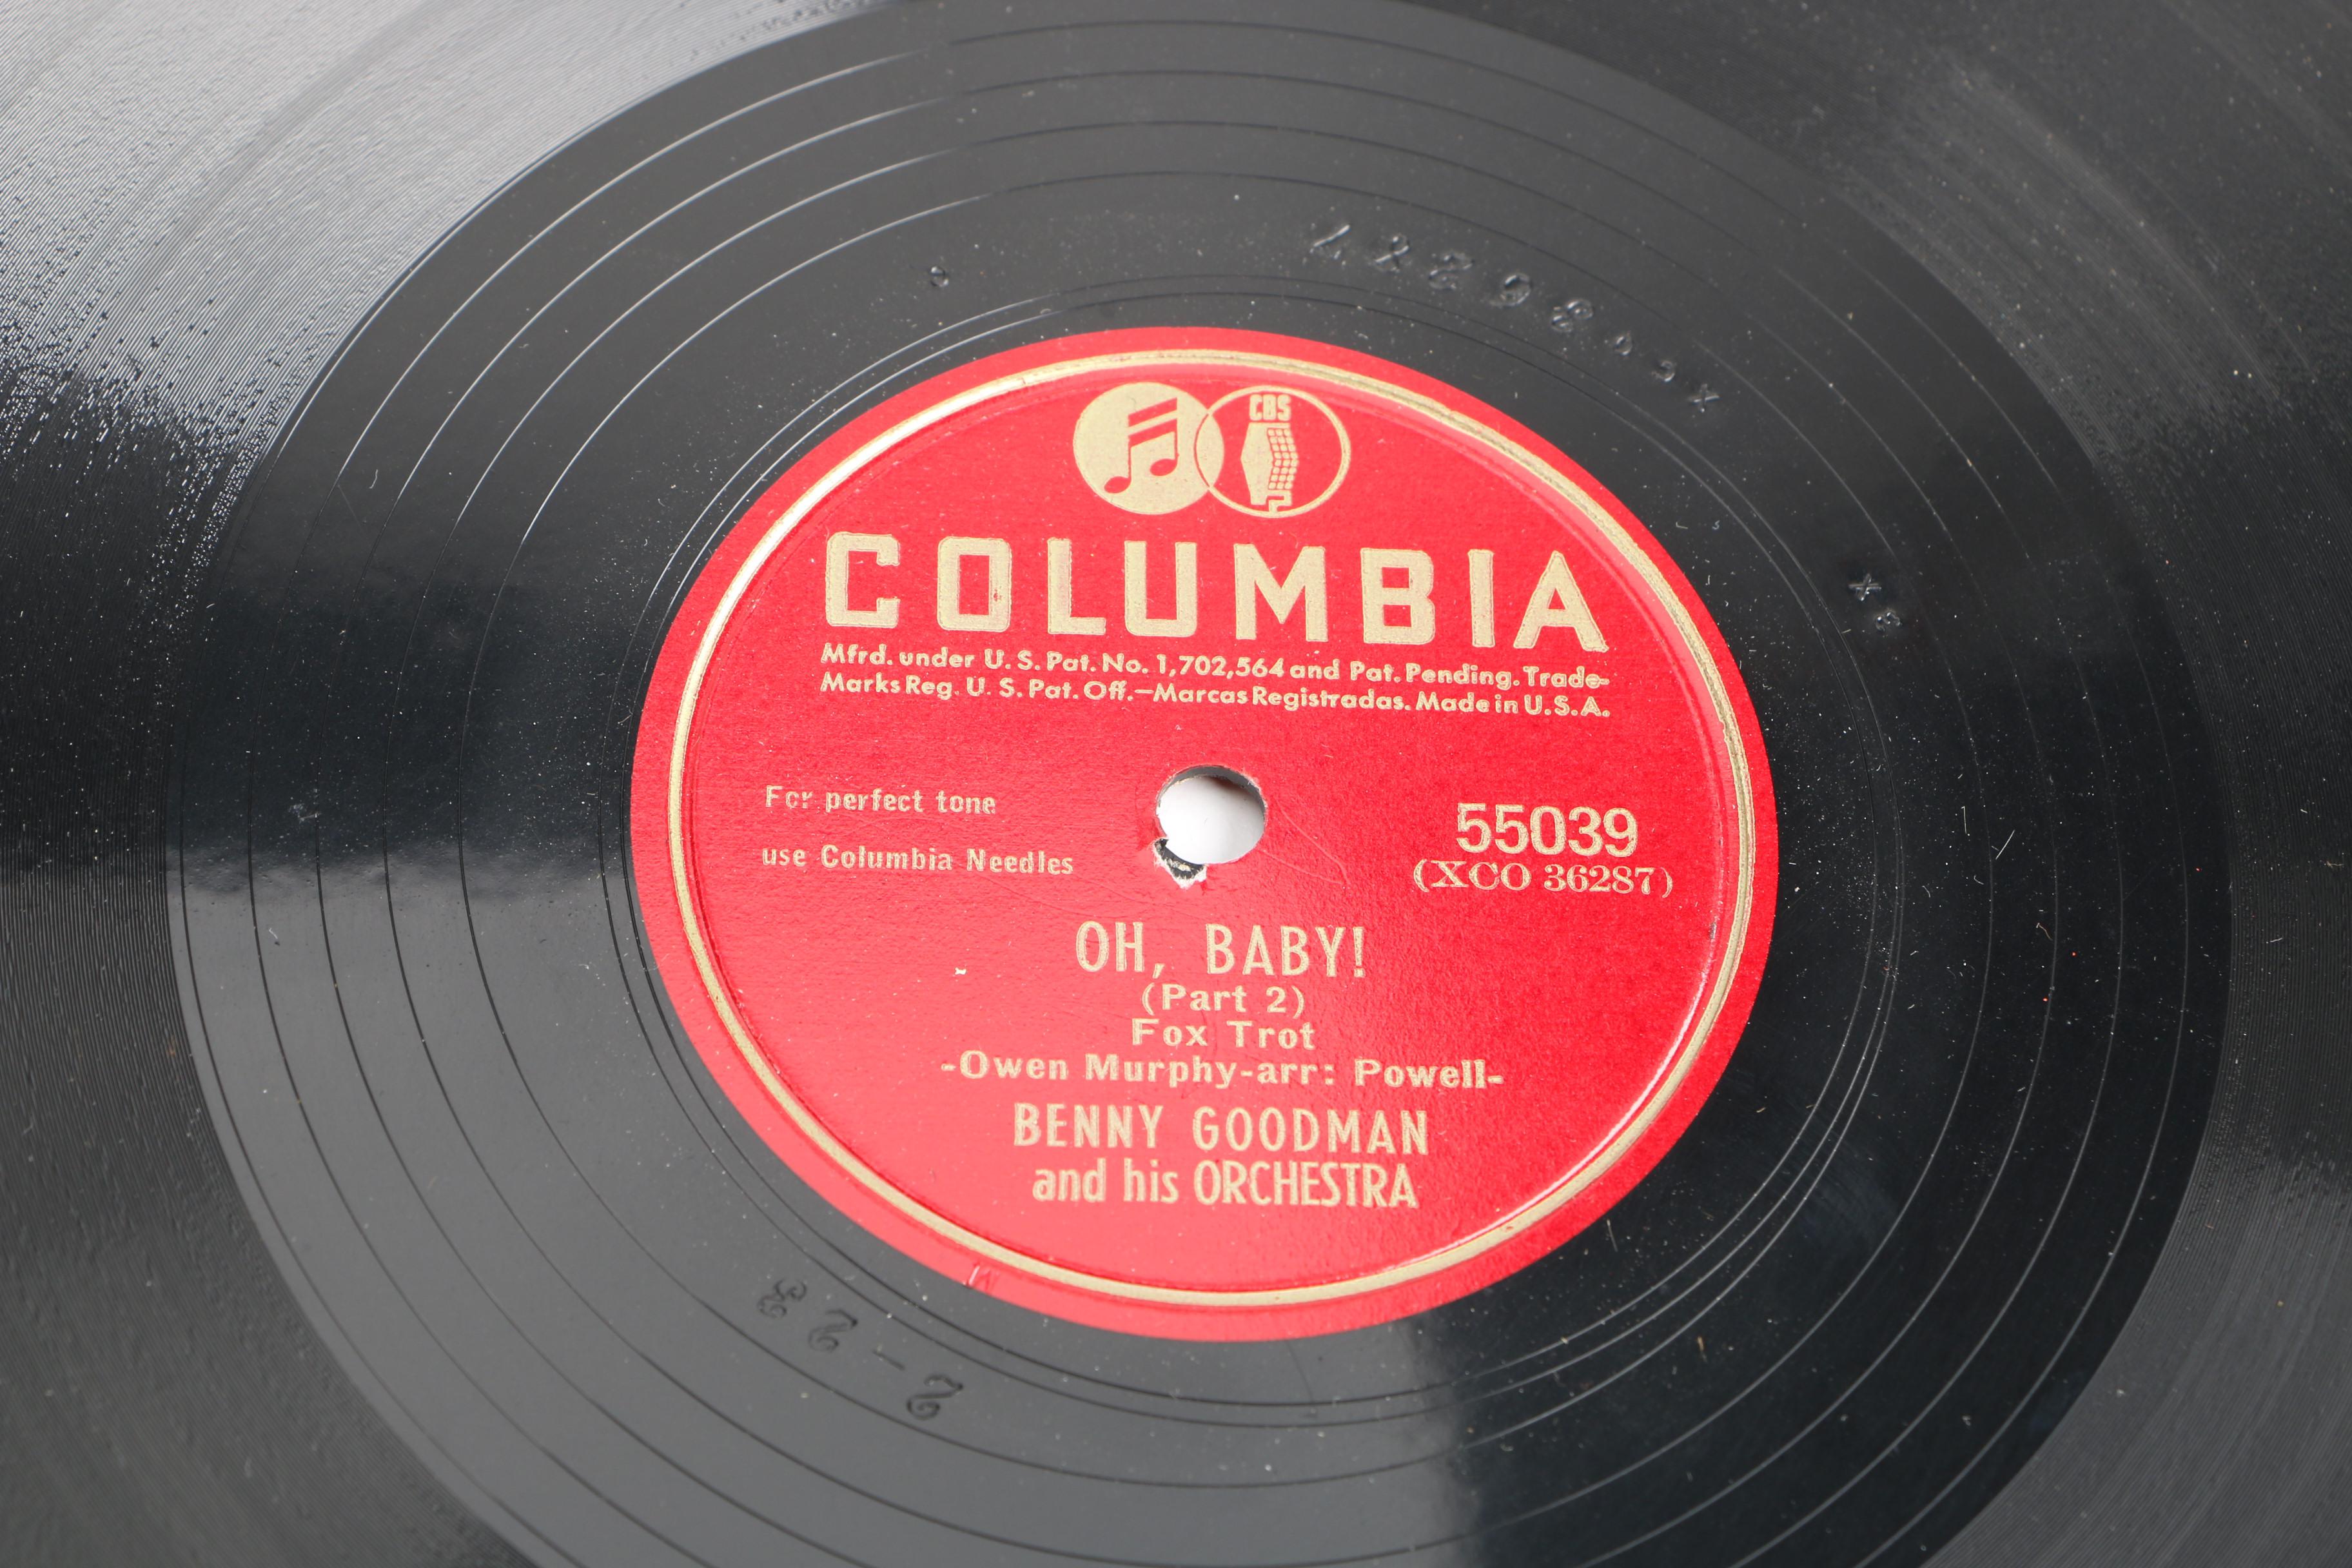 CBS
COLUMBIA
Mfrd. under U. S. Pat. No. 1,702,564 and Pat. Pending. Trade-
Marks Reg. U. S. Pat. Off.—Marcas Registradas. Made in U.S.A.
For perfect tone
use Columbia Needles
55039
(XCO 36287)
OH, BABY!
(Part 2)
Fox Trot
-Owen Murphy-arr: Powell-
BENNY GOODMAN
and his ORCHESTRA
XCO36287